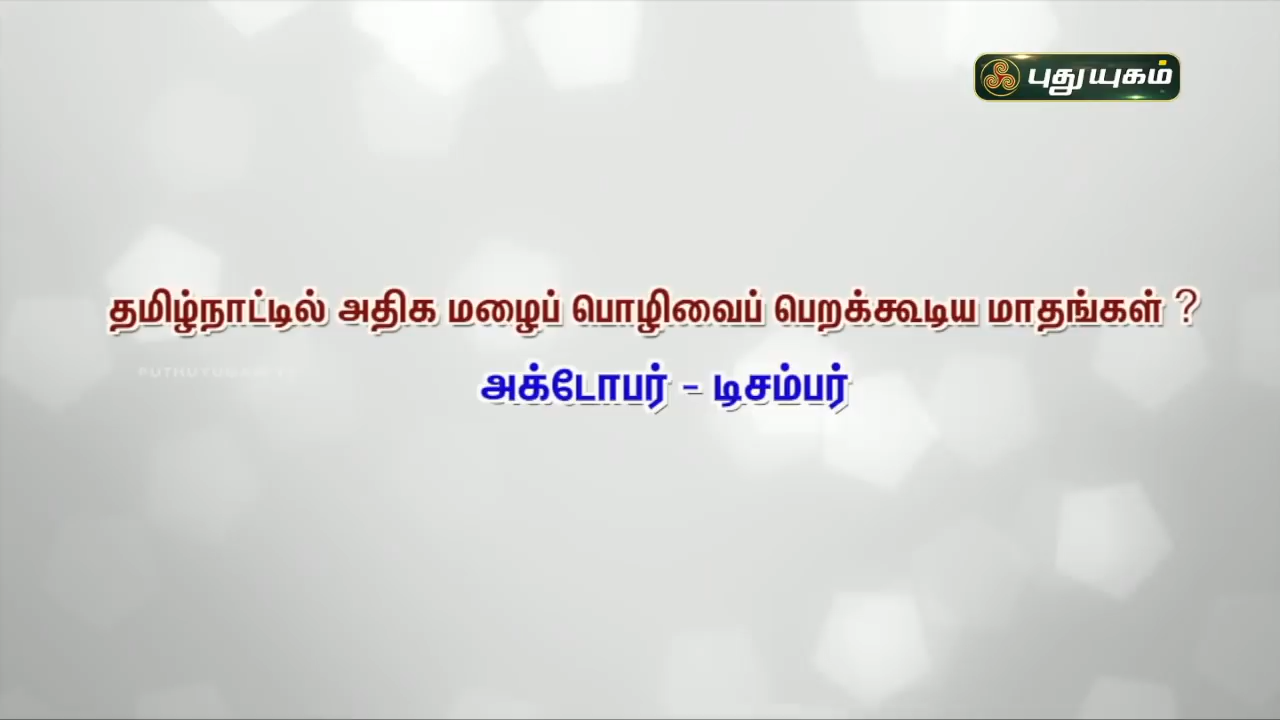 புதுயுகம்
தமிழ்நாட்டில் அதிக மழைப் பொழிவைப் பெறக்கூடிய மாதங்கள் ?
அக்டோபர் - டிசம்பர்